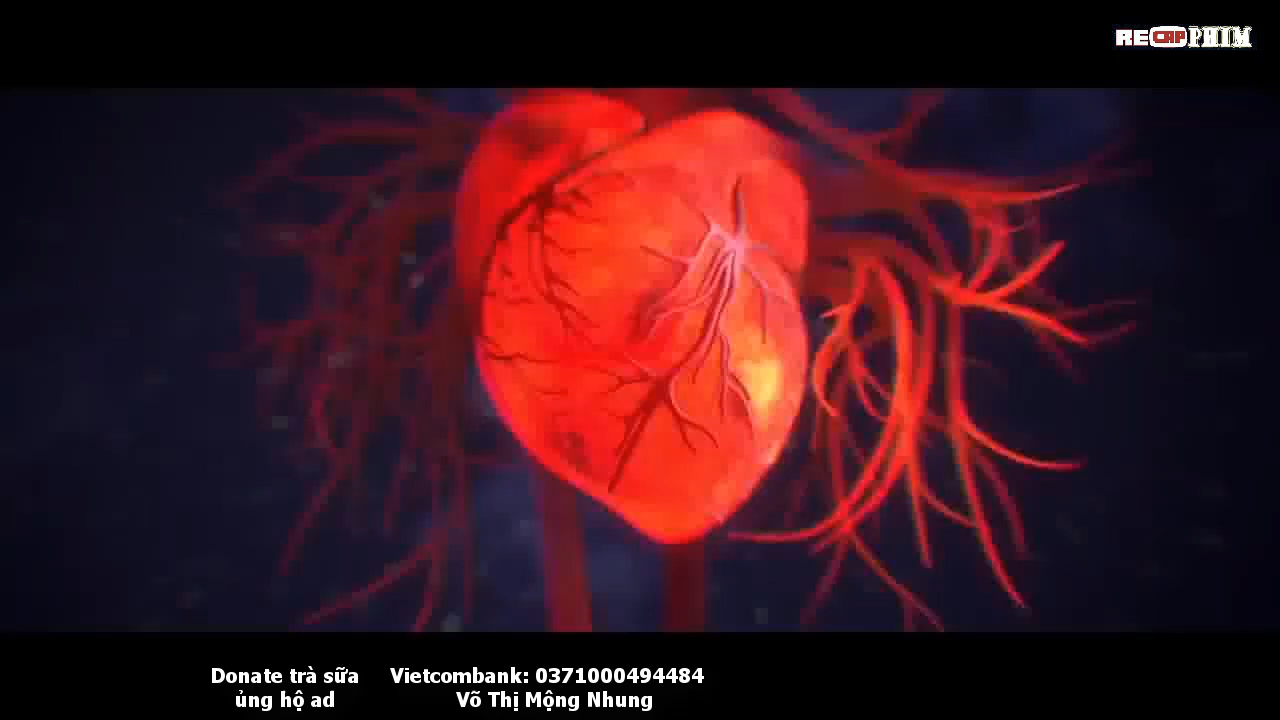 RECAPPHIM
Donate trà sữa
ủng hộ ad
Vietcombank: 0371000494484
Võ Thị Mộng Nhung